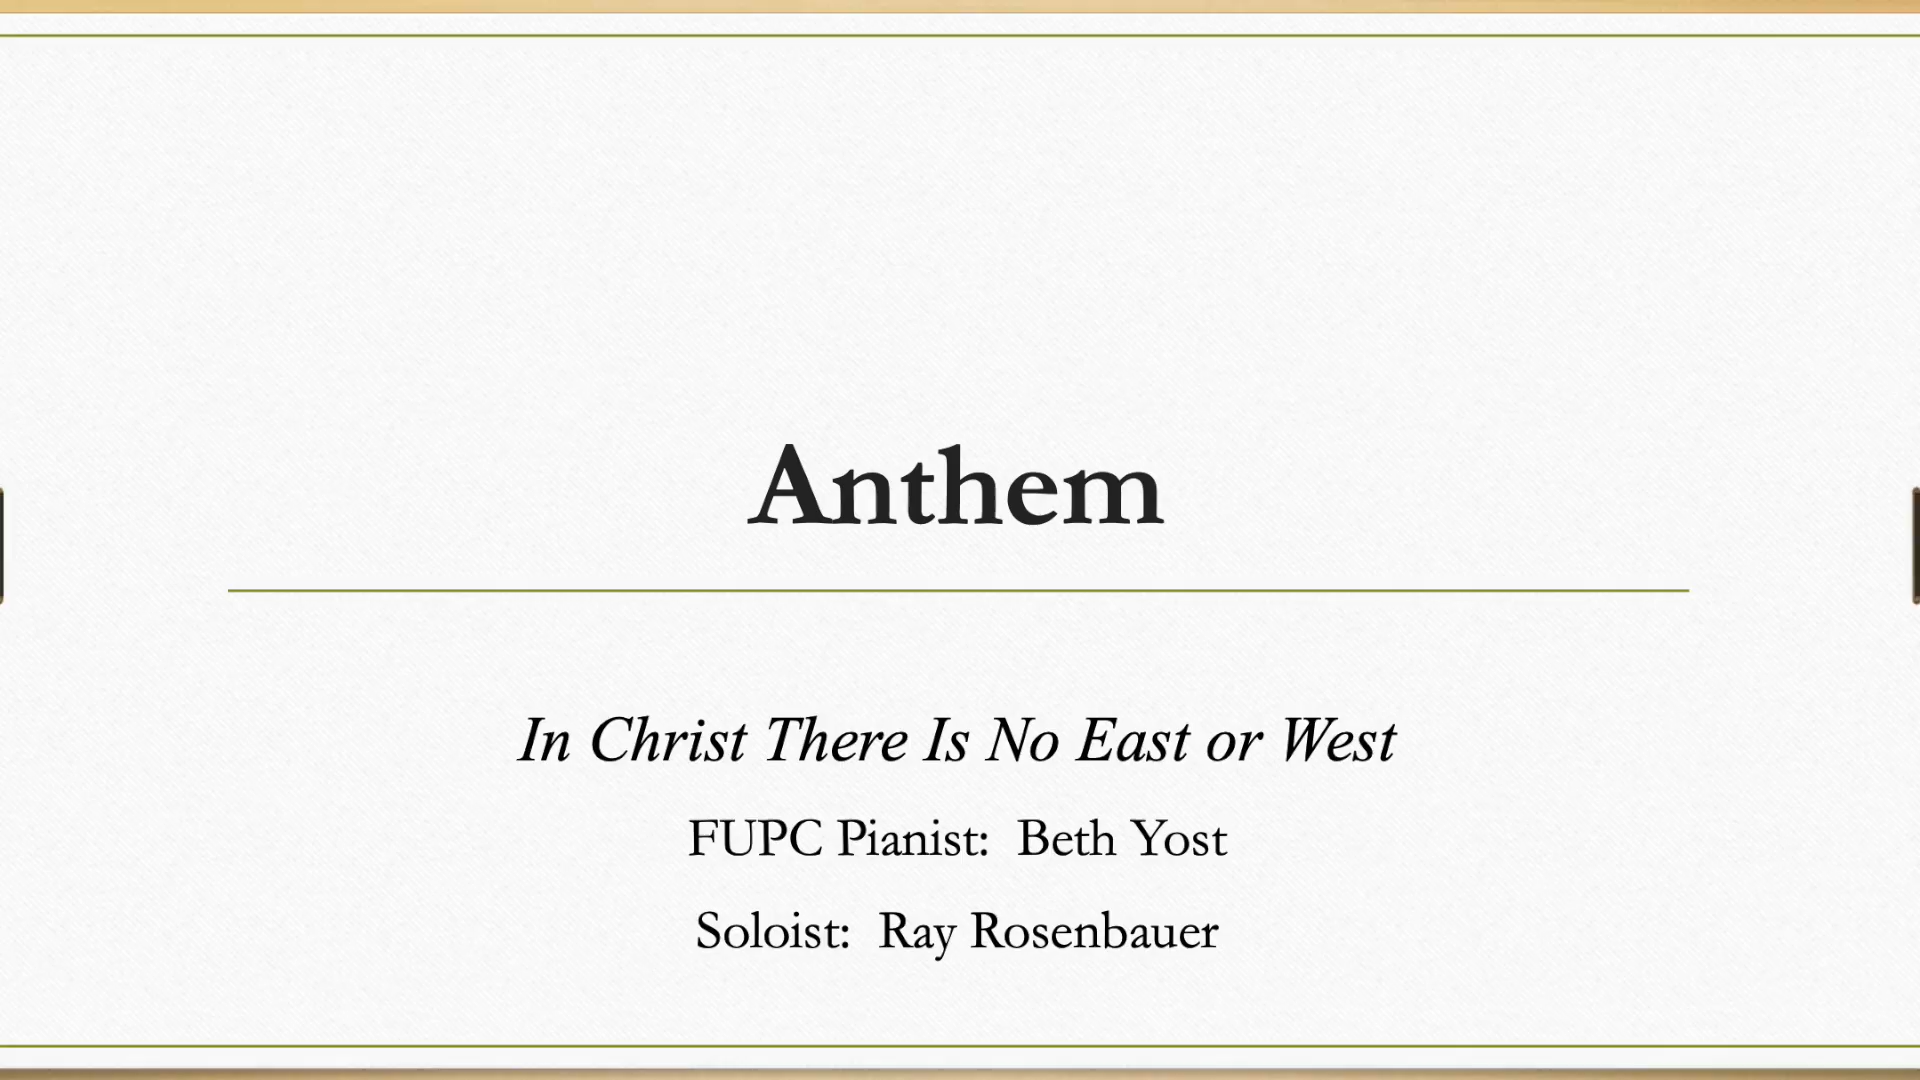 Anthem
In Christ There Is No East or West
FUPC Pianist:  Beth Yost
Soloist:  Ray Rosenbauer